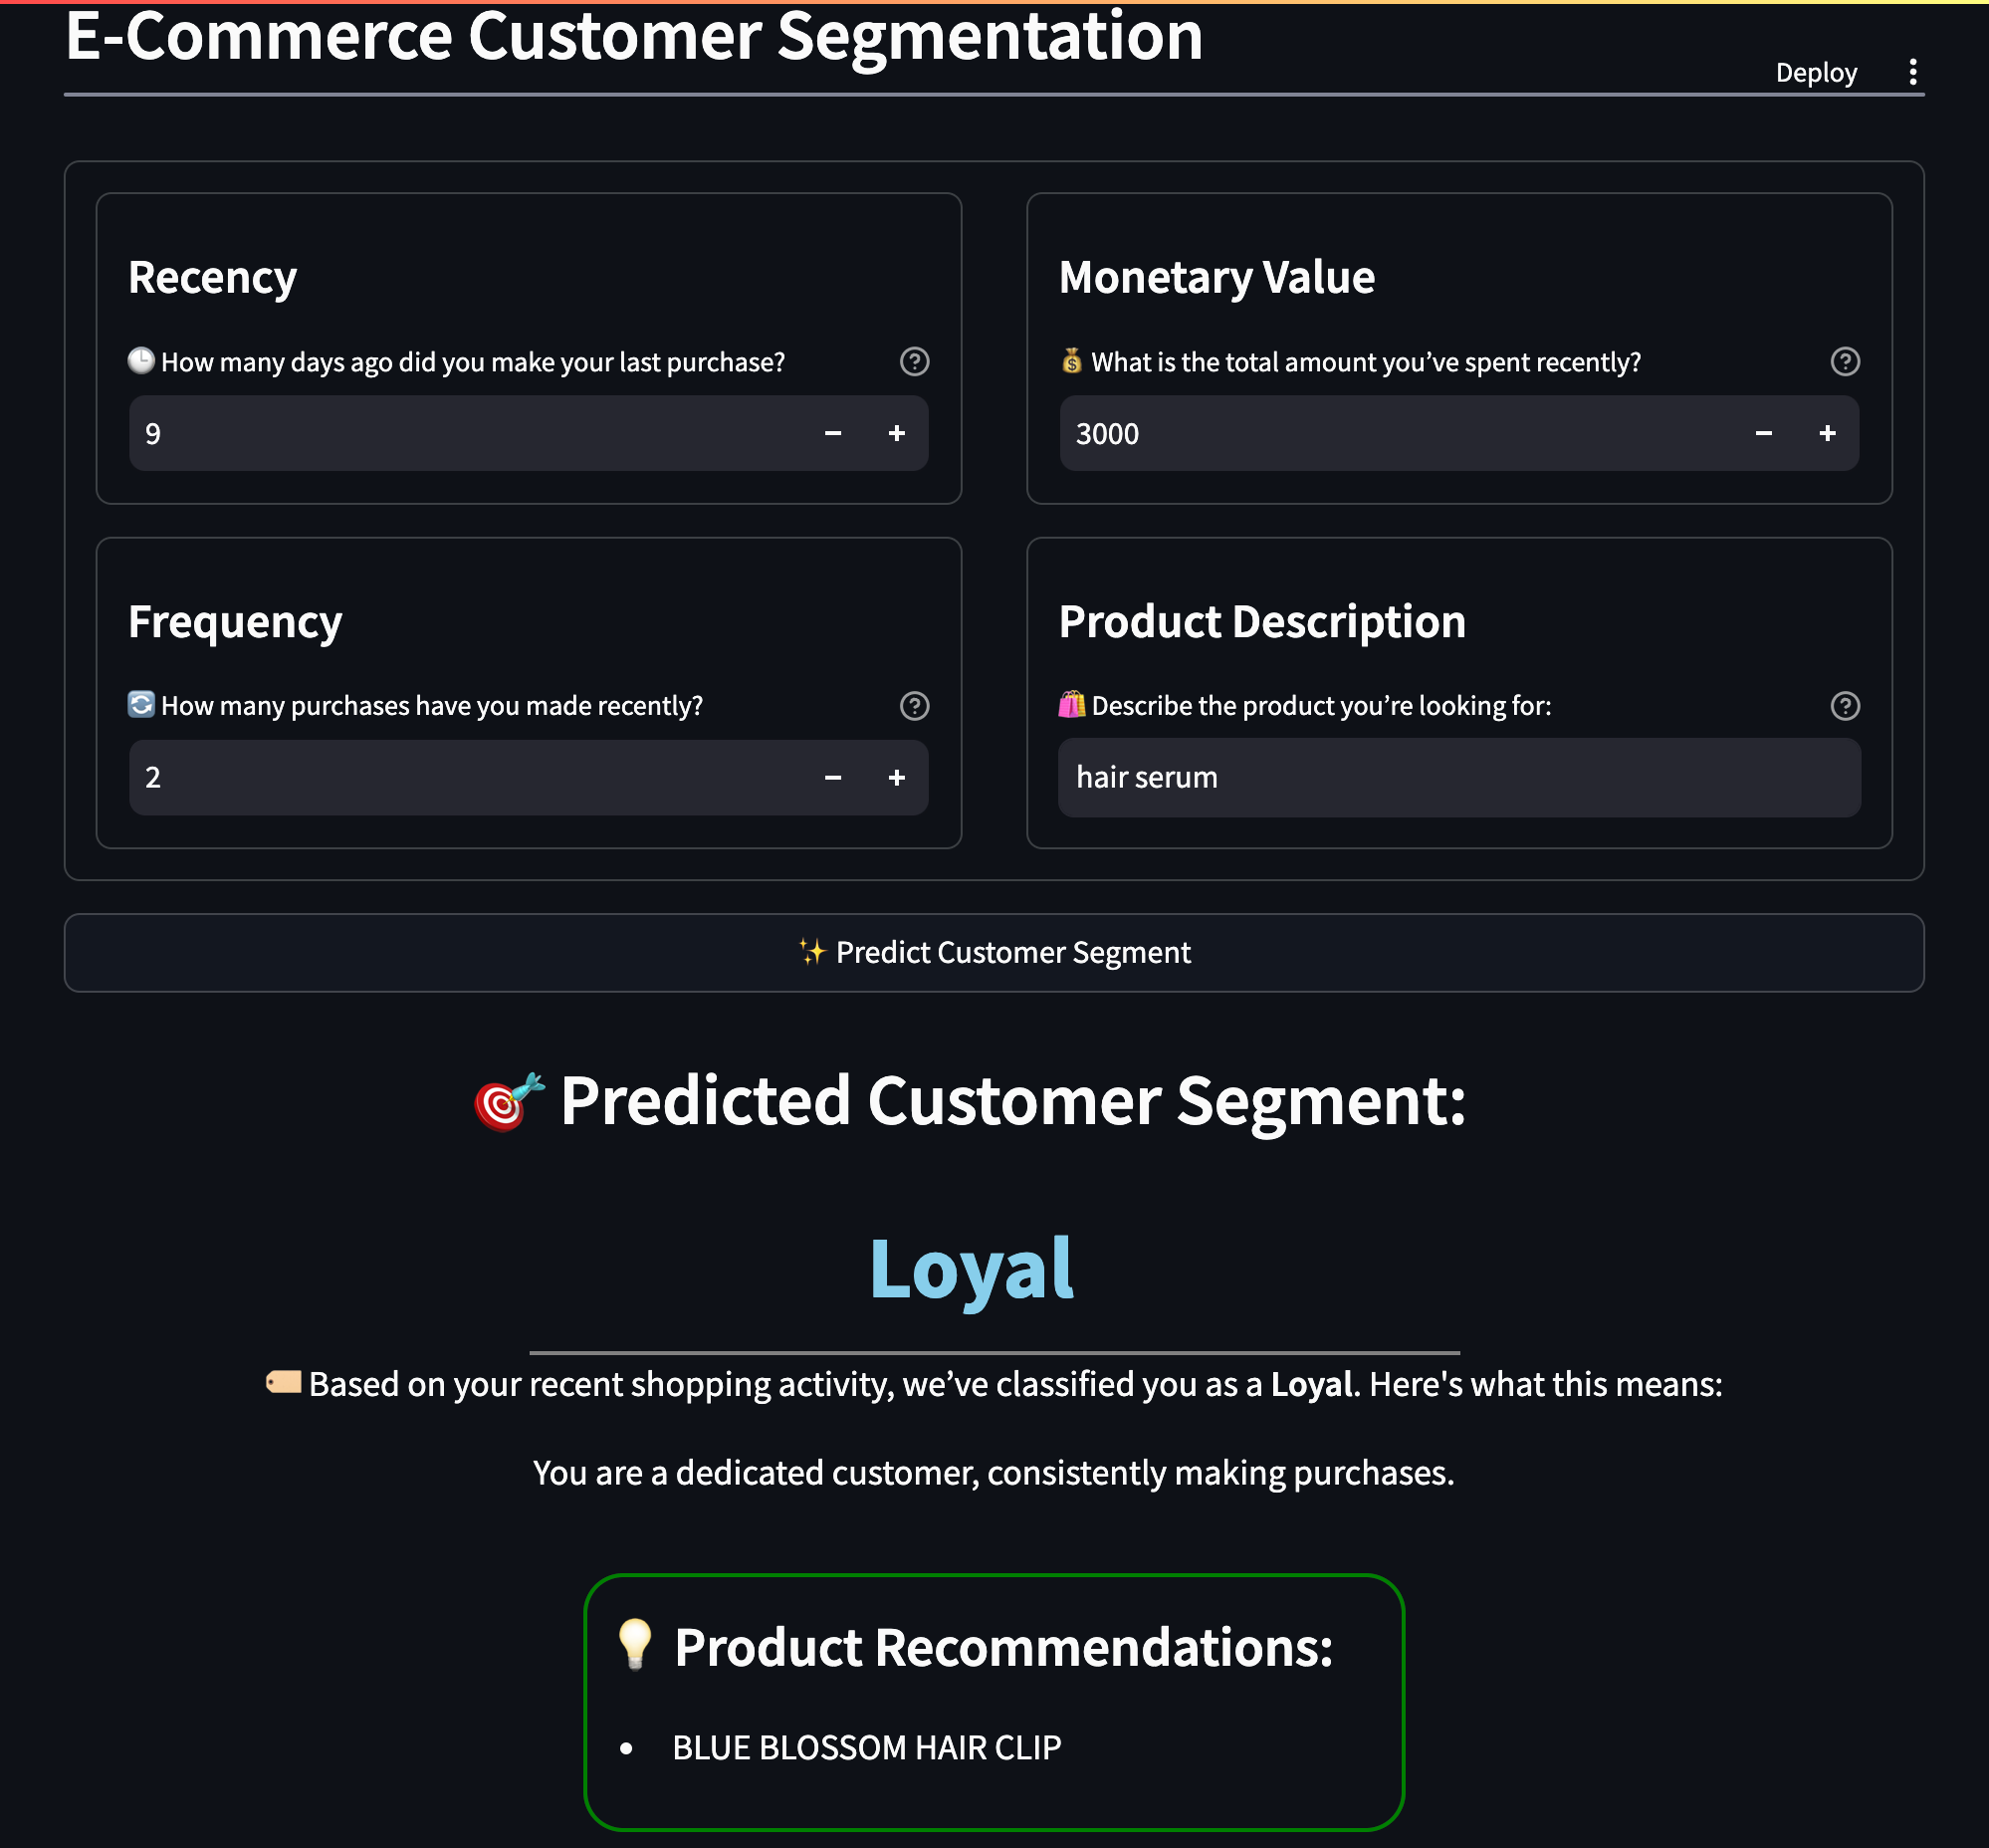 E-Commerce Customer Segmentation
Deploy
Recency
How many days ago did you make your last purchase?
9
Monetary Value
What is the total amount you’ve spent recently?
3000
Frequency
How many purchases have you made recently?
2
Product Description
Describe the product you’re looking for:
hair serum
Predict Customer Segment
Predicted Customer Segment:
Loyal
Based on your recent shopping activity, we’ve classified you as a Loyal. Here's what this means:
You are a dedicated customer, consistently making purchases.
Product Recommendations:
BLUE BLOSSOM HAIR CLIP